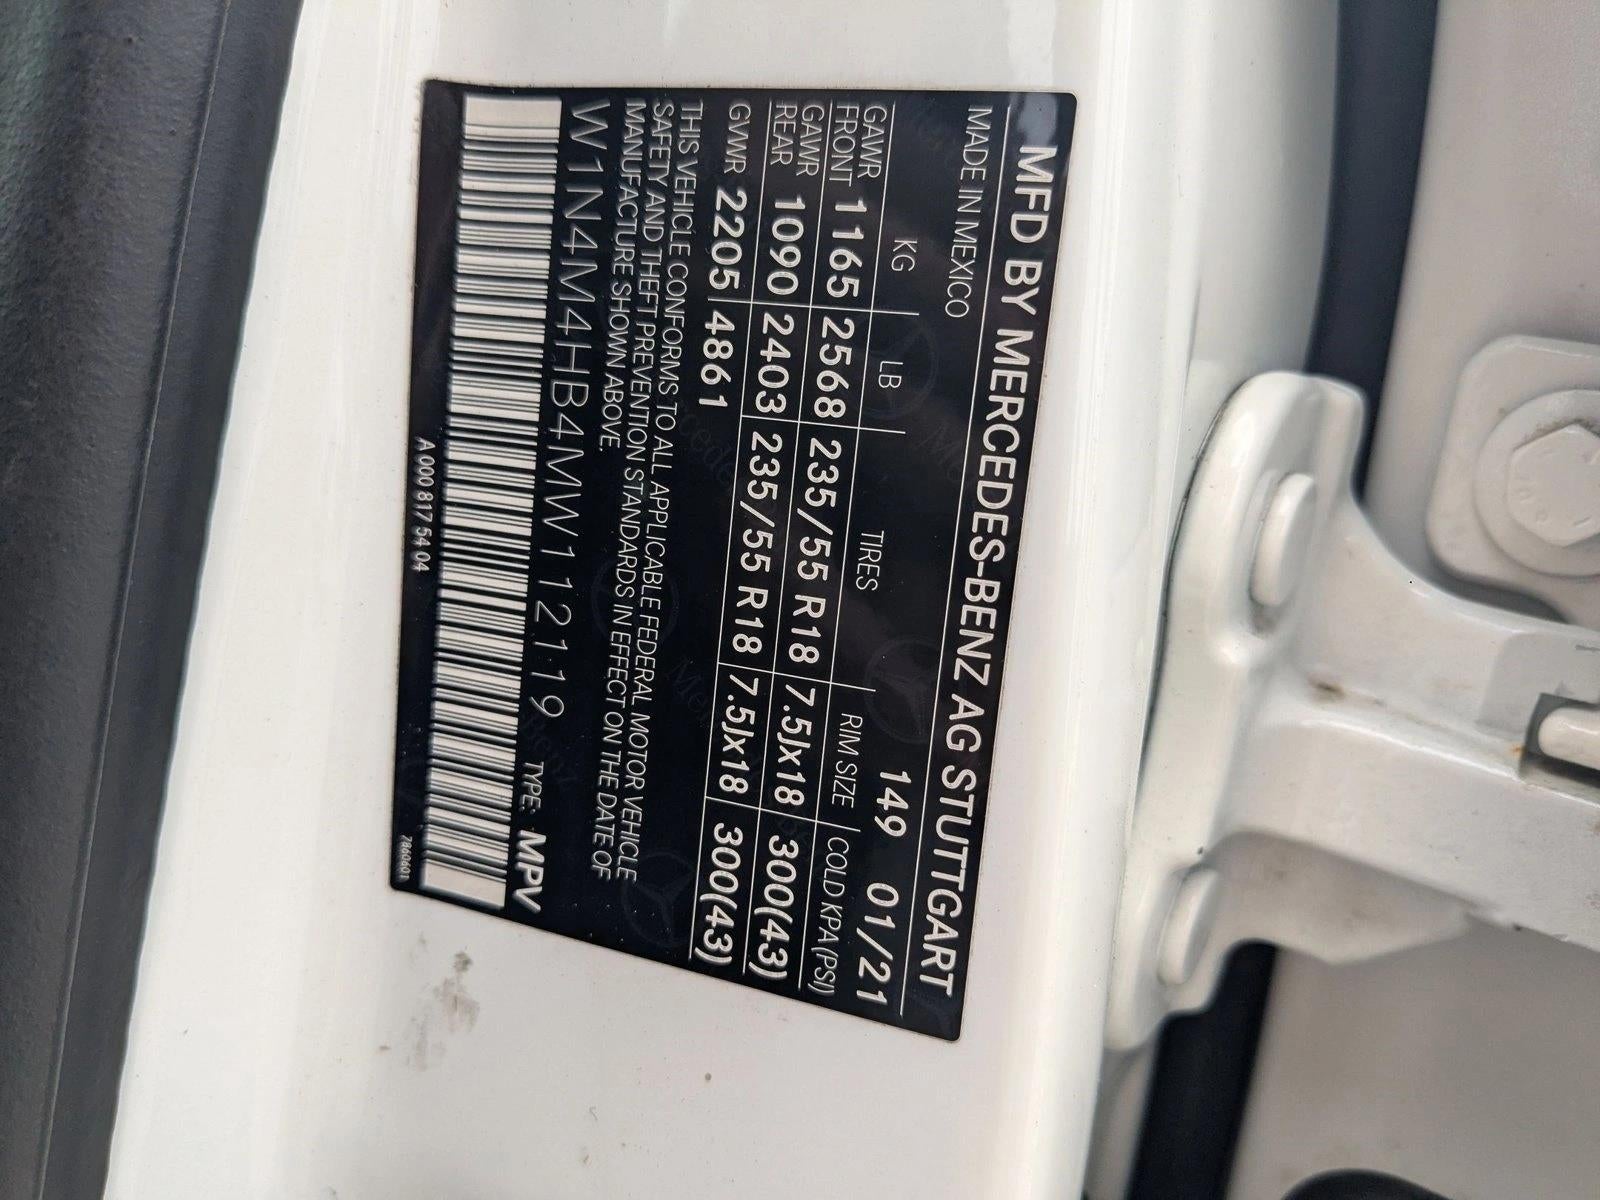 MFD BY MERCEDES-BENZ AG STUTTGART
MADE IN MEXICO 149 01/21
KG LB TIRES RIM SIZE COLD KPA (PSI)
GAWR FRONT 1165 2568 235/55 R18 7.5Jx18 300(43)
GAWR REAR 1090 2403 235/55 R18 7.5Jx18 300(43)
GVWR 2205 4861
THIS VEHICLE CONFORMS TO ALL APPLICABLE FEDERAL MOTOR VEHICLE
SAFETY AND THEFT PREVENTION STANDARDS IN EFFECT ON THE DATE OF
MANUFACTURE SHOWN ABOVE.
W1N4M4HB4MW112119 TYPE: MPV
A 000 817 54 04